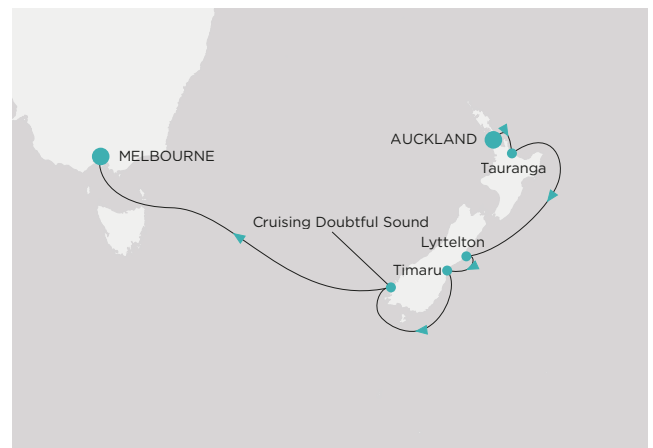 AUCKLAND
MELBOURNE
Tauranga
Cruising Doubtful Sound
Lyttelton
Timaru